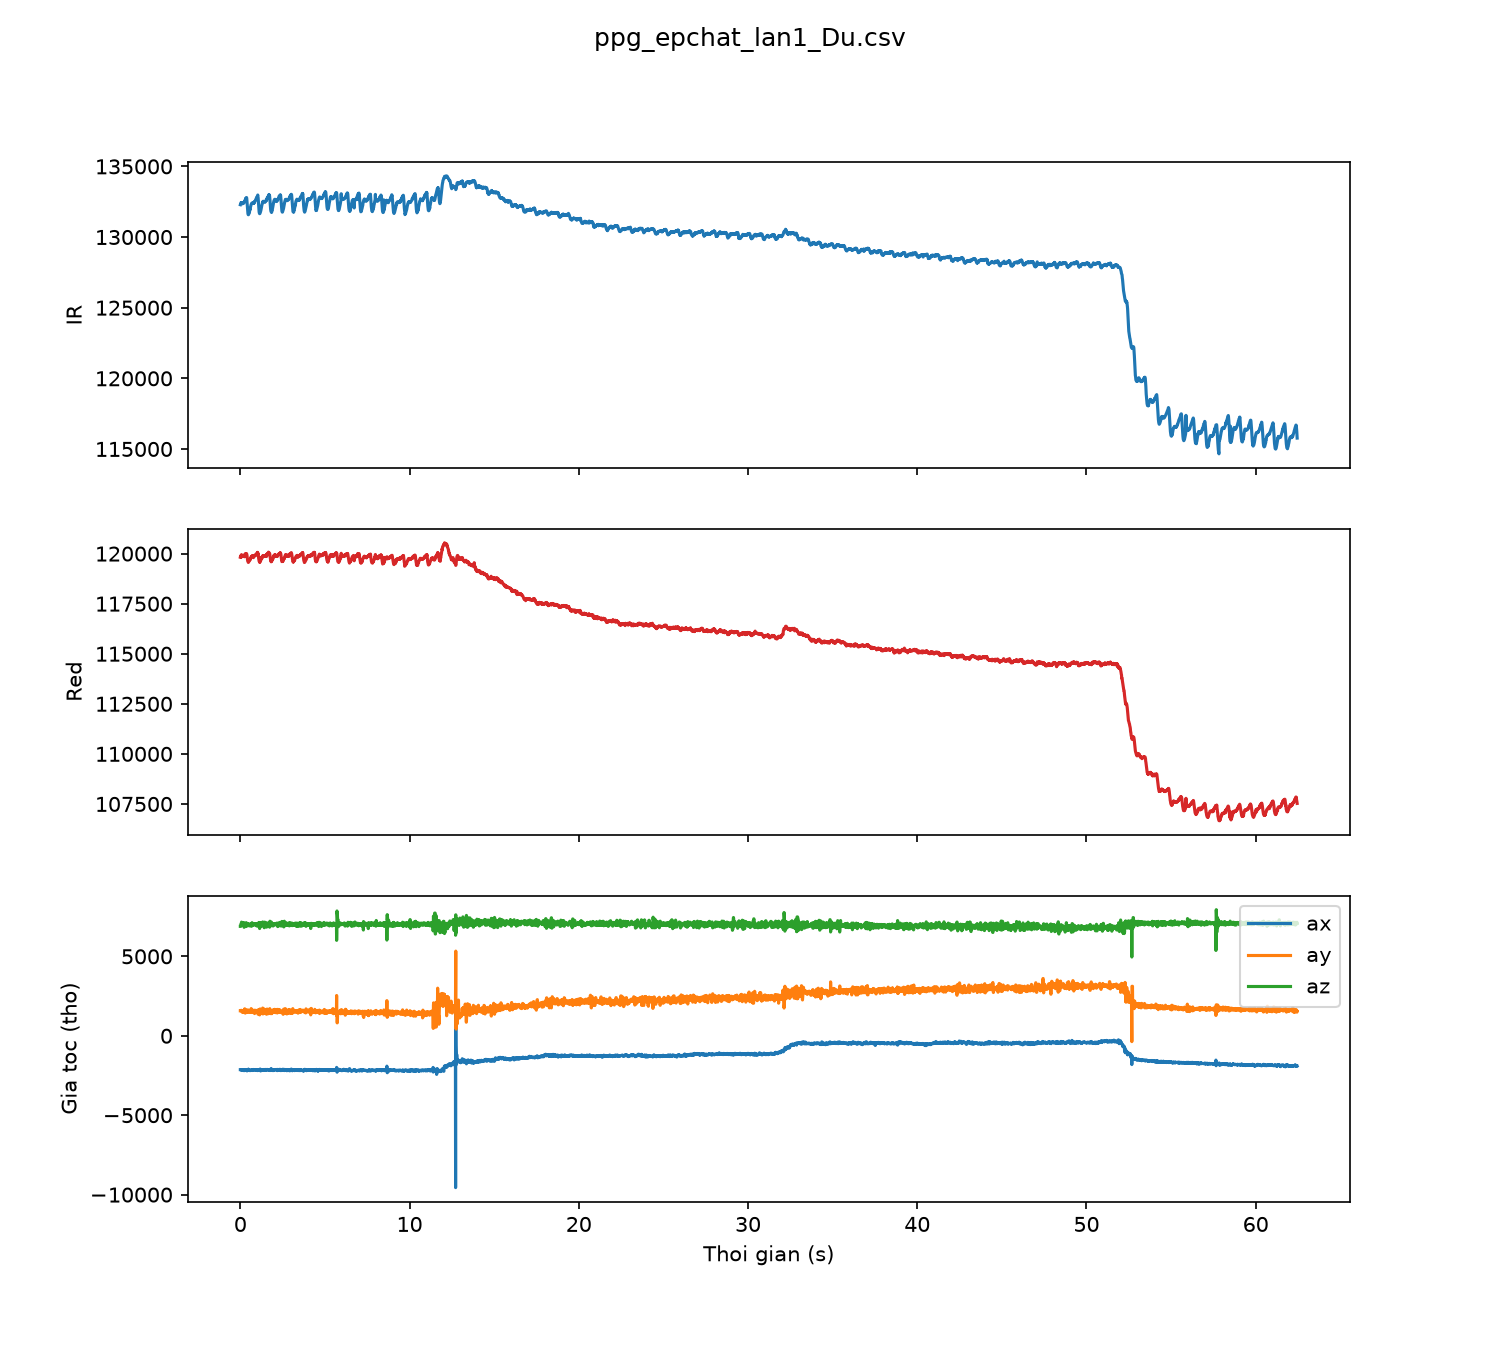 ppg_epchat_lan1_Du.csv
135000
130000
125000
120000
115000
IR
120000
117500
115000
112500
110000
107500
Red
5000
0
−5000
−10000
Gia toc (tho)
ax
ay
az
0 10 20 30 40 50 60
Thoi gian (s)